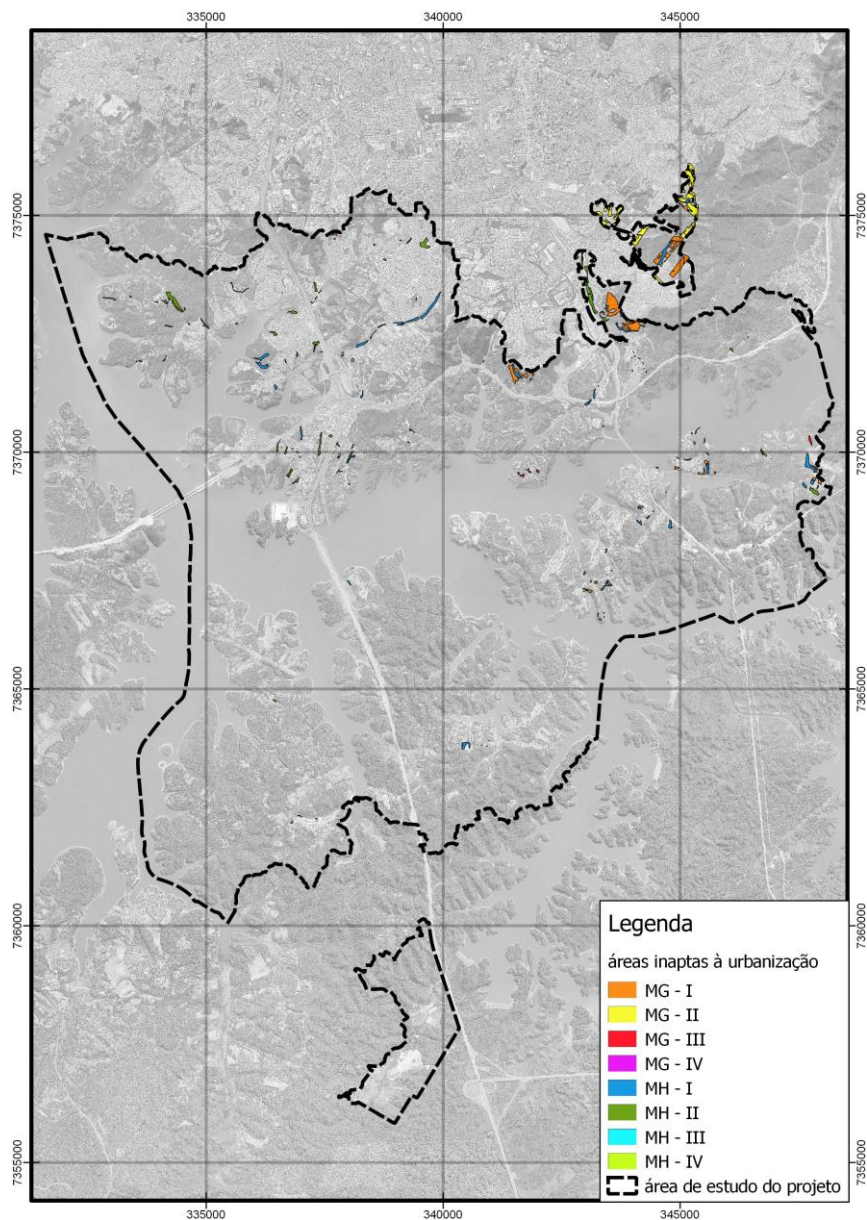 335000
340000
345000
7375000
7375000
7370000
7370000
7365000
7365000
7360000
7360000
7355000
7355000
Legenda
áreas inaptas à urbanização
MG - I
MG - II
MG - III
MG - IV
MH - I
MH - II
MH - III
MH - IV
área de estudo do projeto
335000
340000
345000